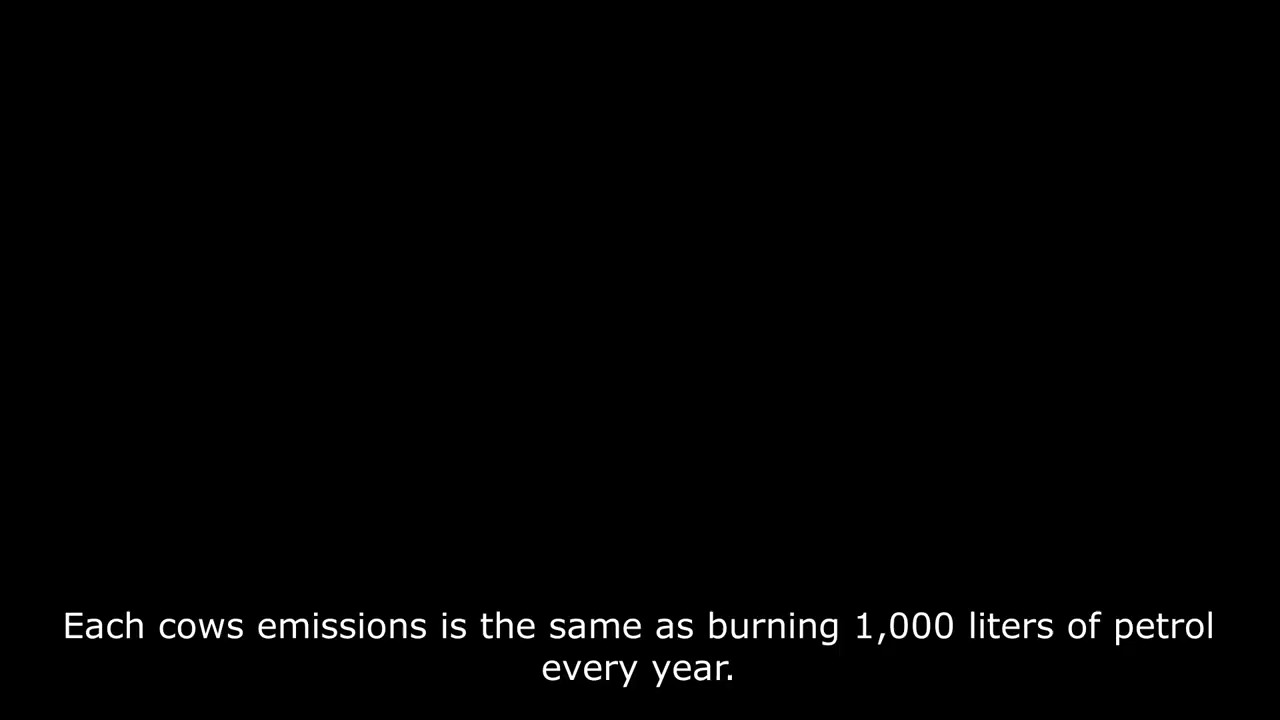 Each cows emissions is the same as burning 1,000 liters of petrol
every year.